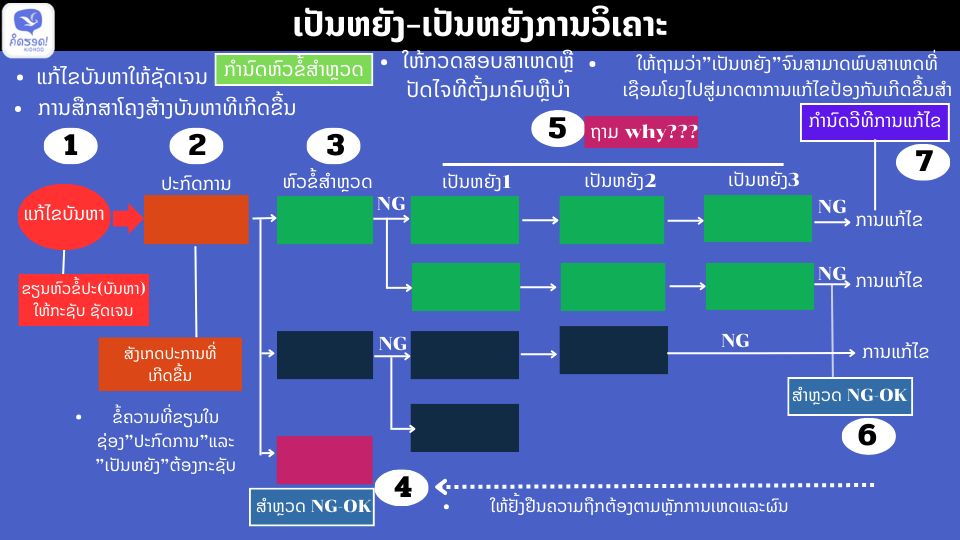 ເປັນຫຍັງ-ເປັນຫຍັງການວິເຄາະ
ຄິດຮອດ!
KIDHOD
• ແກ້ໄຂບັນຫາໃຫ້ຊັດເຈນ
ກຳນົດຫົວຂໍ້ສຳຫຼວດ
• ການສຶກສາໂຄງສ້າງບັນຫາທີເກີດຂື້ນ
• ໃຫ້ກວດສອບສາເຫດຫຼື
ປັດໄຈທີ່ຕັ້ງມາຄົບຫຼືບໍ່າ
• ໃຫ້ຖາມວ່າ”ເປັນຫຍັງ”ຈົນສາມາດພົບສາເຫດທີ່
ເຊື່ອມໂຍງໄປສູ່ມາດຕາການແກ້ໄຂປ້ອງກັນເກີດຂື້ນສ້ຳ
1
2
3
5
ຖາມ why???
ກຳນົດວິທີການແກ້ໄຂ
7
ປະກົດການ
ຫົວຂໍ້ສຳຫຼວດ
ເປັນຫຍັງ1
ເປັນຫຍັງ2
ເປັນຫຍັງ3
ແກ້ໄຂບັນຫາ
NG
NG
ການແກ້ໄຂ
ຂຽນຫົວຂໍ້ປະ(ບັນຫາ)
ໃຫ້ກະຊັບ ຊັດເຈນ
NG
ການແກ້ໄຂ
ສັງເກດປະການທີ່
ເກີດຂື້ນ
NG
NG
ການແກ້ໄຂ
ສຳຫຼວດ NG-OK
6
• ຂໍ້ຄວາມທີ່ຂຽນໃນ
ຊ່ອງ”ປະກົດການ”ແລະ
”ເປັນຫຍັງ”ຕ້ອງກະຊັບ
4
ສຳຫຼວດ NG-OK
• ໃຫ້ຢັ້ງຢືນຄວາມຖືກຕ້ອງຕາມຫຼັກການເຫດແລະຜົນ